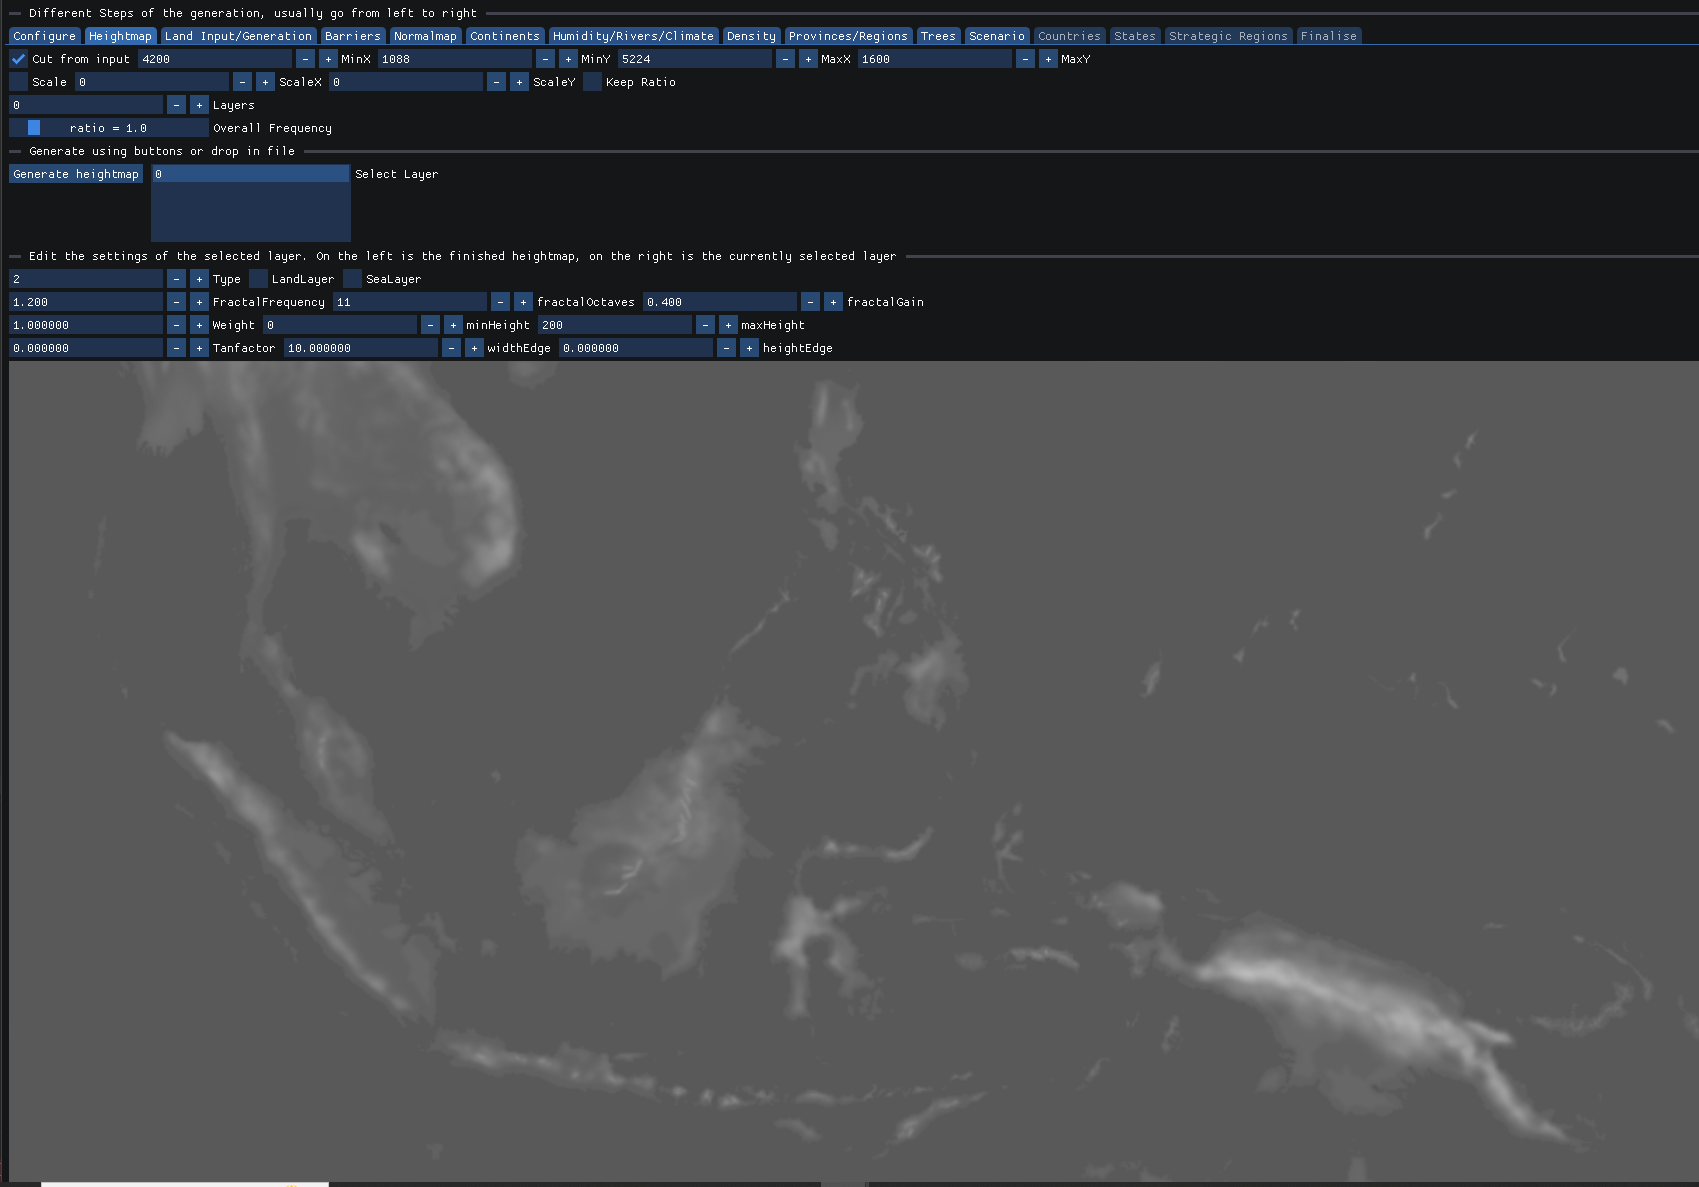 Different Steps of the generation, usually go from left to right
Configure Heightmap Land Input/Generation Barriers Normalmap Continents Humidity/Rivers/Climate Density Provinces/Regions Trees Scenario Countries States Strategic Regions Finalise
Cut from input 4200 - + MinX 1088 - + MinY 5224 - + MaxX 1600 - + MaxY
Scale 0 - + ScaleX 0 - + ScaleY Keep Ratio
0 - + Layers
ratio = 1.0 Overall Frequency
Generate using buttons or drop in file
Generate heightmap 0 Select Layer
Edit the settings of the selected layer. On the left is the finished heightmap, on the right is the currently selected layer
2 - + Type LandLayer SeaLayer
1.200 - + FractalFrequency 11 - + fractalOctaves 0.400 - + fractalGain
1.000000 - + Weight 0 - + minHeight 200 - + maxHeight
0.000000 - + Tanfactor 10.000000 - + widthEdge 0.000000 - + heightEdge